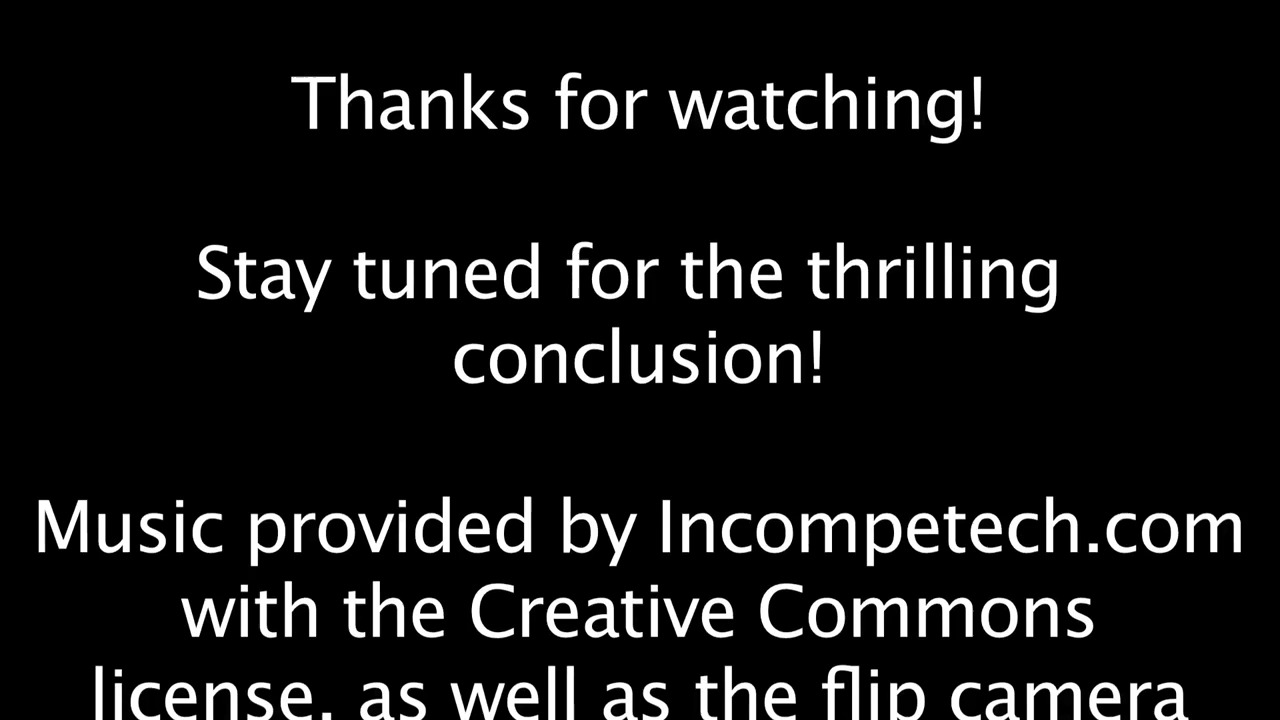 Thanks for watching!
Stay tuned for the thrilling
conclusion!
Music provided by Incompetech.com
with the Creative Commons
license, as well as the flip camera